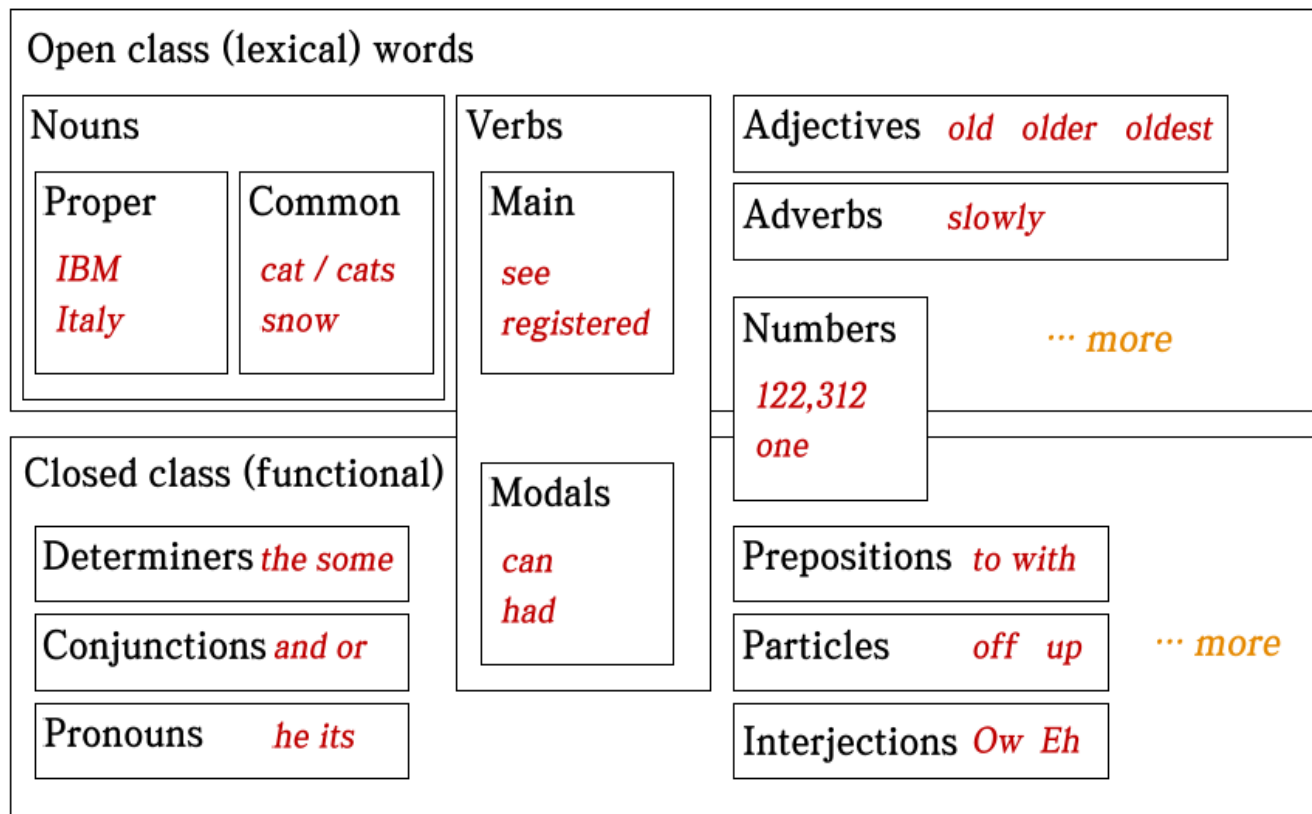 Open class (lexical) words
Nouns
Proper
IBM
Italy
Common
cat / cats
snow
Verbs
Main
see
registered
Adjectives old older oldest
Adverbs slowly
Numbers
122,312
one
... more
Closed class (functional)
Determiners the some
Conjunctions and or
Pronouns he its
Modals
can
had
Prepositions to with
Particles off up
Interjections Ow Eh
... more